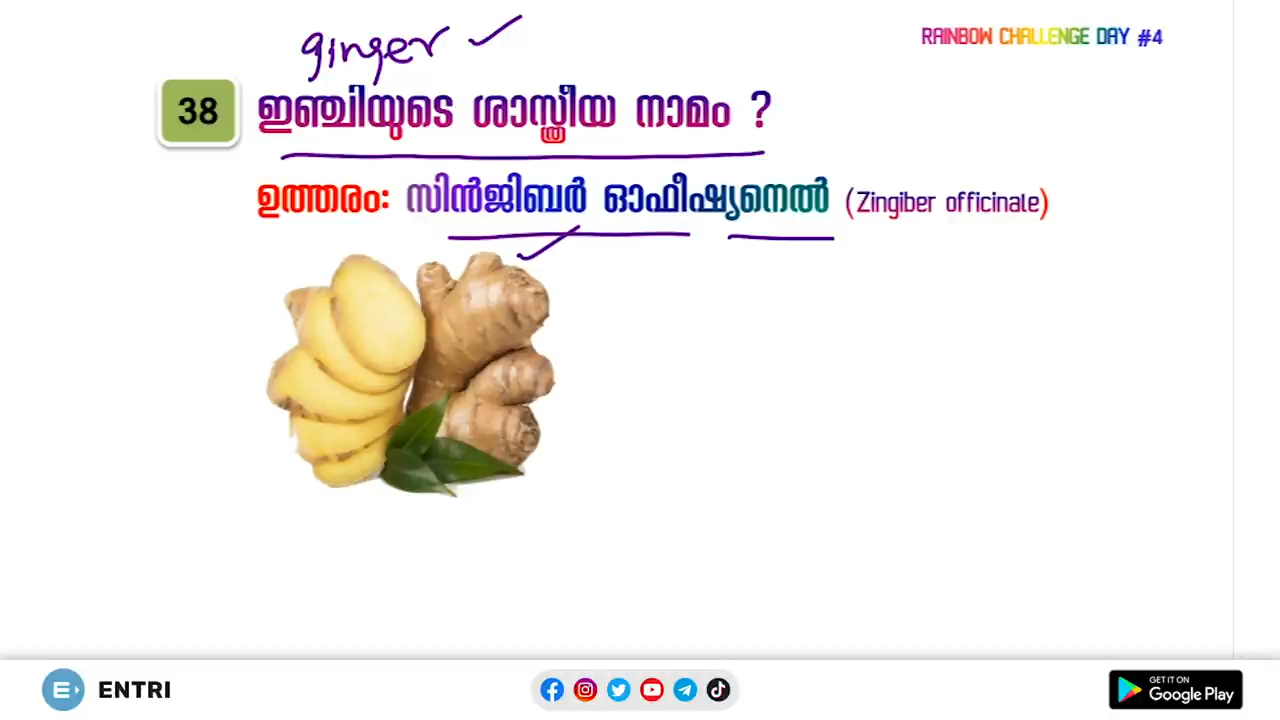 RAINBOW CHALLENGE DAY #4
ginger
38 ഇഞ്ചിയുടെ ശാസ്ത്രീയ നാമം ?
ഉത്തരം: സിൻജിബർ ഓഫീഷ്യനെൽ (Zingiber officinale)
ENTRI
GET IT ON
Google Play